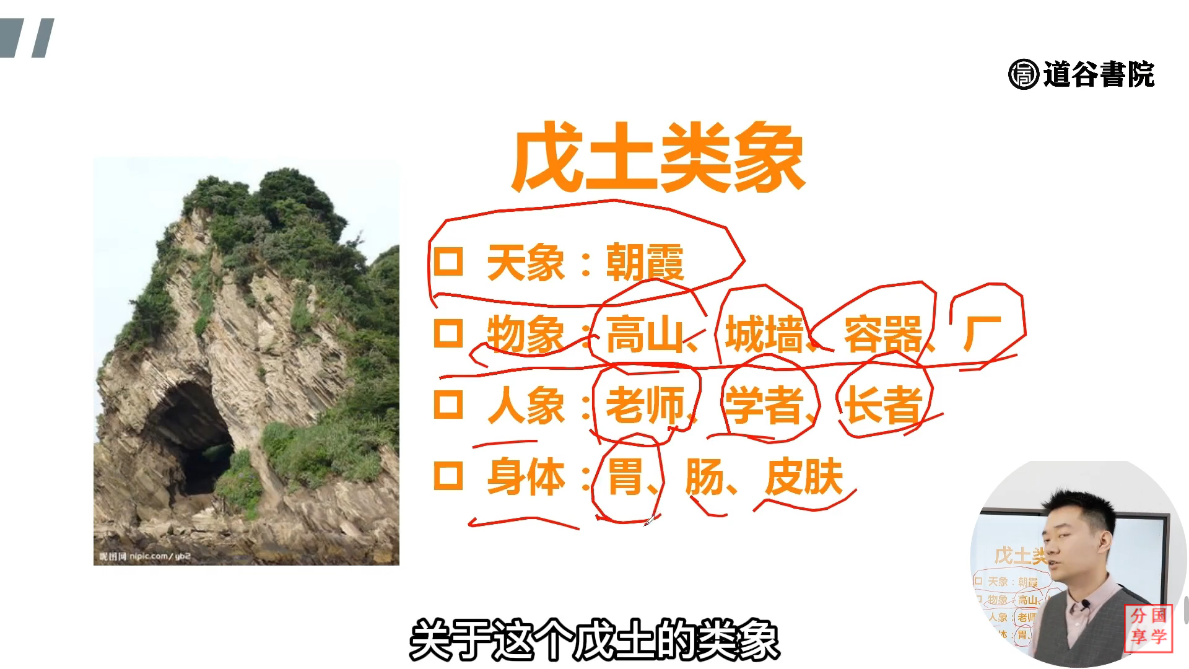 道谷書院
戊土类象
天象：朝霞
物象：高山、城墙、容器、厂
人象：老师、学者、长者
身体：胃、肠、皮肤
昵图网 nipic.com/yb2
戊土类
天象：朝霞
物象：高山、
人象：老师
体：胃、
分国
享学
关于这个戊土的类象